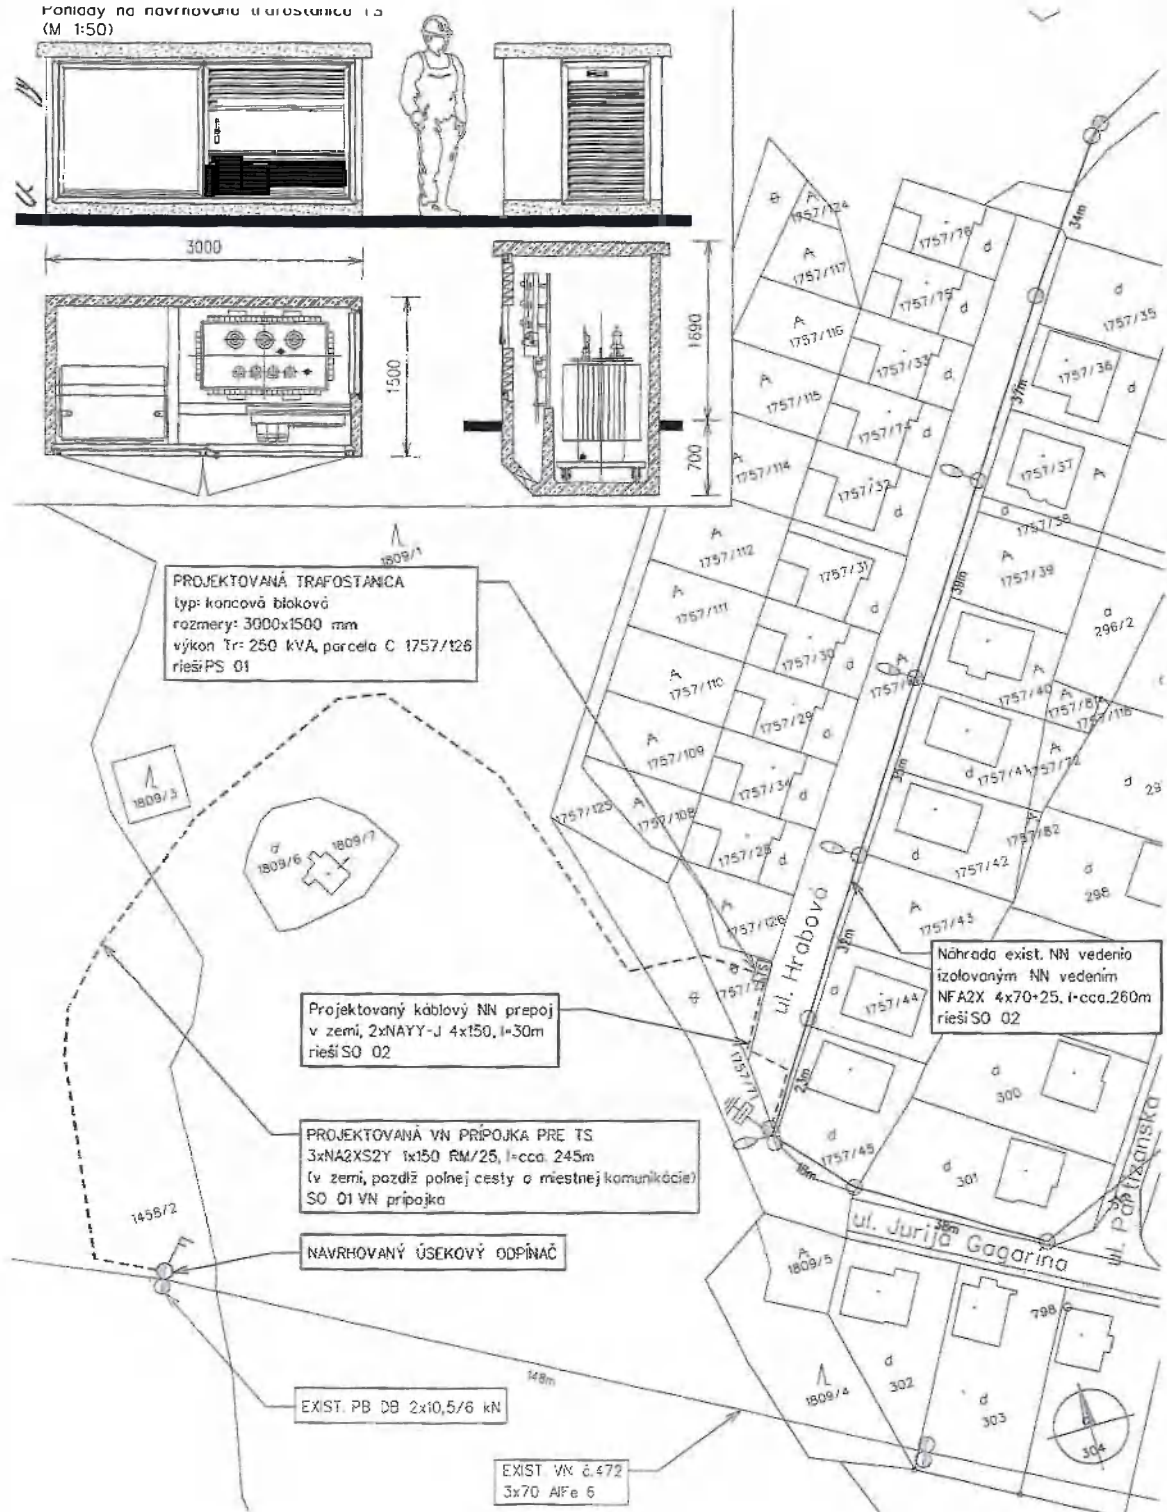 Pohľady na navrhovanú trafostanicu TS
(M 1:50)
3000
1500
1690
700
1809/1
PROJEKTOVANÁ TRAFOSTANICA
typ: koncová bloková
rozmery: 3000x1500 mm
výkon Tr= 250 kVA, parcela C 1757/126
rieši PS 01
1757/124
1757/117
1757/116
1757/115
1757/114
1757/112
1757/111
1757/110
1757/109
1757/125
1757/108
1757/126
1757/76
1757/75
1757/33
1757/74
1757/32
1757/31
1757/30
1757/29
1757/34
1757/28
34m
37m
39m
35m
32m
23m
18m
38m
1757/35
1757/36
1757/37
1757/38
1757/39
296/2
1757/40
1757/118
1757/41
1757/72
1757/82
1757/42
298
1757/43
1757/44
1757/45
1757/71
300
301
1809/3
1809/6
1809/7
TS
ul. Hrabová
Náhrada exist. NN vedenia
izolovaným NN vedením
NFA2X 4x70+25, l=cca.260m
rieši SO 02
Projektovaný káblový NN prepoj
v zemi, 2xNAYY-J 4x150, l=30m
rieši SO 02
PROJEKTOVANÁ VN PRÍPOJKA PRE TS
3xNA2XS2Y 1x150 RM/25, l=cca. 245m
(v zemi, pozdĺž poľnej cesty a miestnej komunikácie)
SO 01 VN prípojka
1455/2
NAVRHOVANÝ ÚSEKOVÝ ODPÍNAČ
ul. Jurija Gagarina
ul. Partizánska
1809/5
798
302
303
304
1809/4
148m
EXIST. PB DB 2x10,5/6 kN
EXIST. VN č.472
3x70 AlFe 6